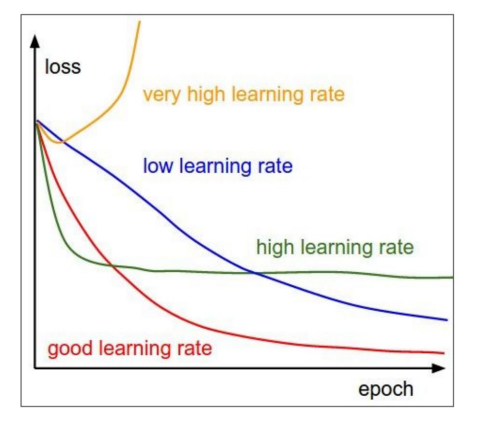 loss
very high learning rate
low learning rate
high learning rate
good learning rate
epoch